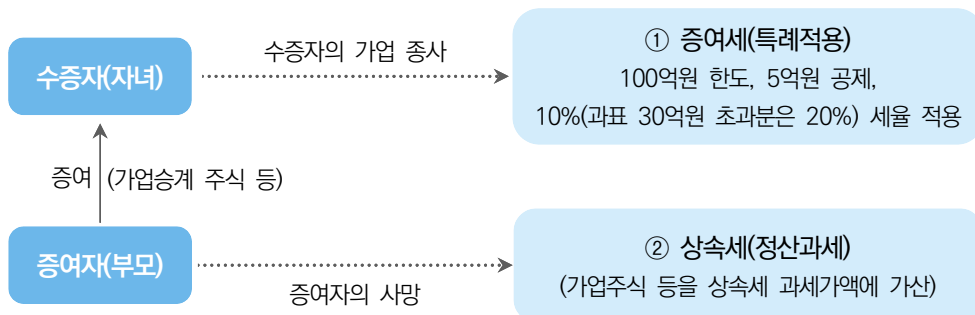 수증자(자녀)
수증자의 가업 종사
① 증여세(특례적용)
100억원 한도, 5억원 공제,
10%(과표 30억원 초과분은 20%) 세율 적용
증여 (가업승계 주식 등)
증여자(부모)
증여자의 사망
② 상속세(정산과세)
(가업주식 등을 상속세 과세가액에 가산)